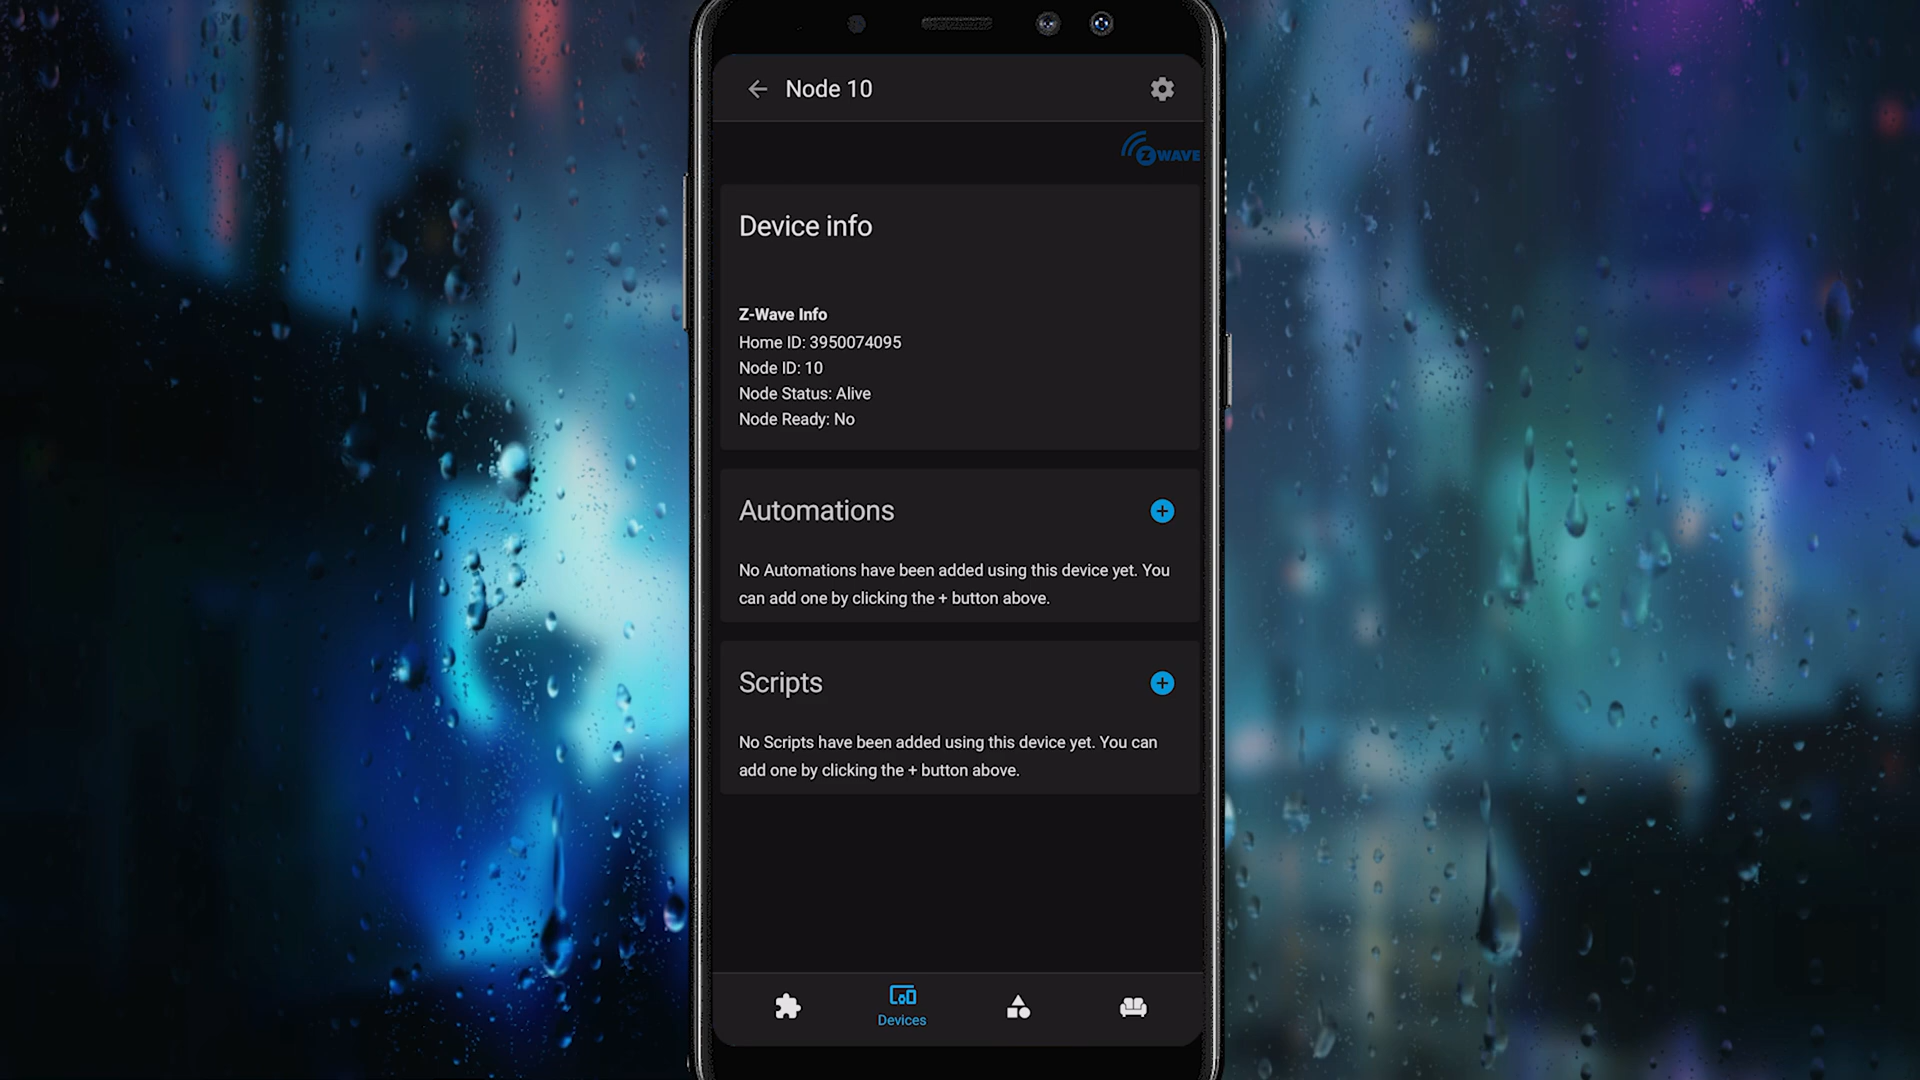 Node 10
Z WAVE
Device info
Z-Wave Info
Home ID: 3950074095
Node ID: 10
Node Status: Alive
Node Ready: No
Automations
No Automations have been added using this device yet. You
can add one by clicking the + button above.
Scripts
No Scripts have been added using this device yet. You can
add one by clicking the + button above.
Devices